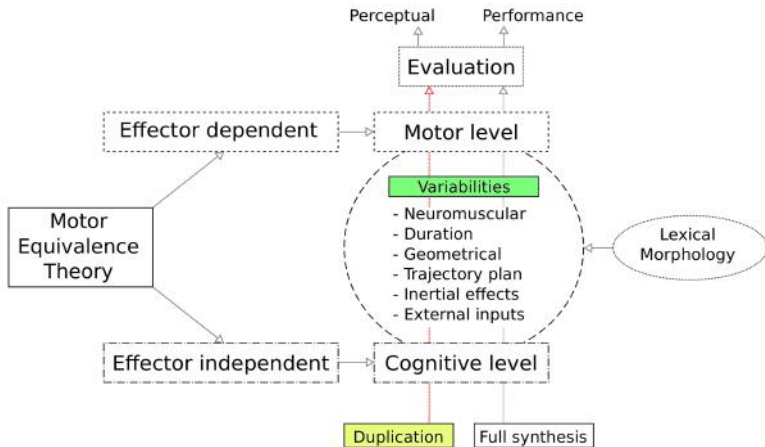 Perceptual
Performance
Evaluation
Effector dependent
Motor level
Variabilities
- Neuromuscular
- Duration
- Geometrical
- Trajectory plan
- Inertial effects
- External inputs
Motor
Equivalence
Theory
Lexical
Morphology
Effector independent
Cognitive level
Duplication
Full synthesis